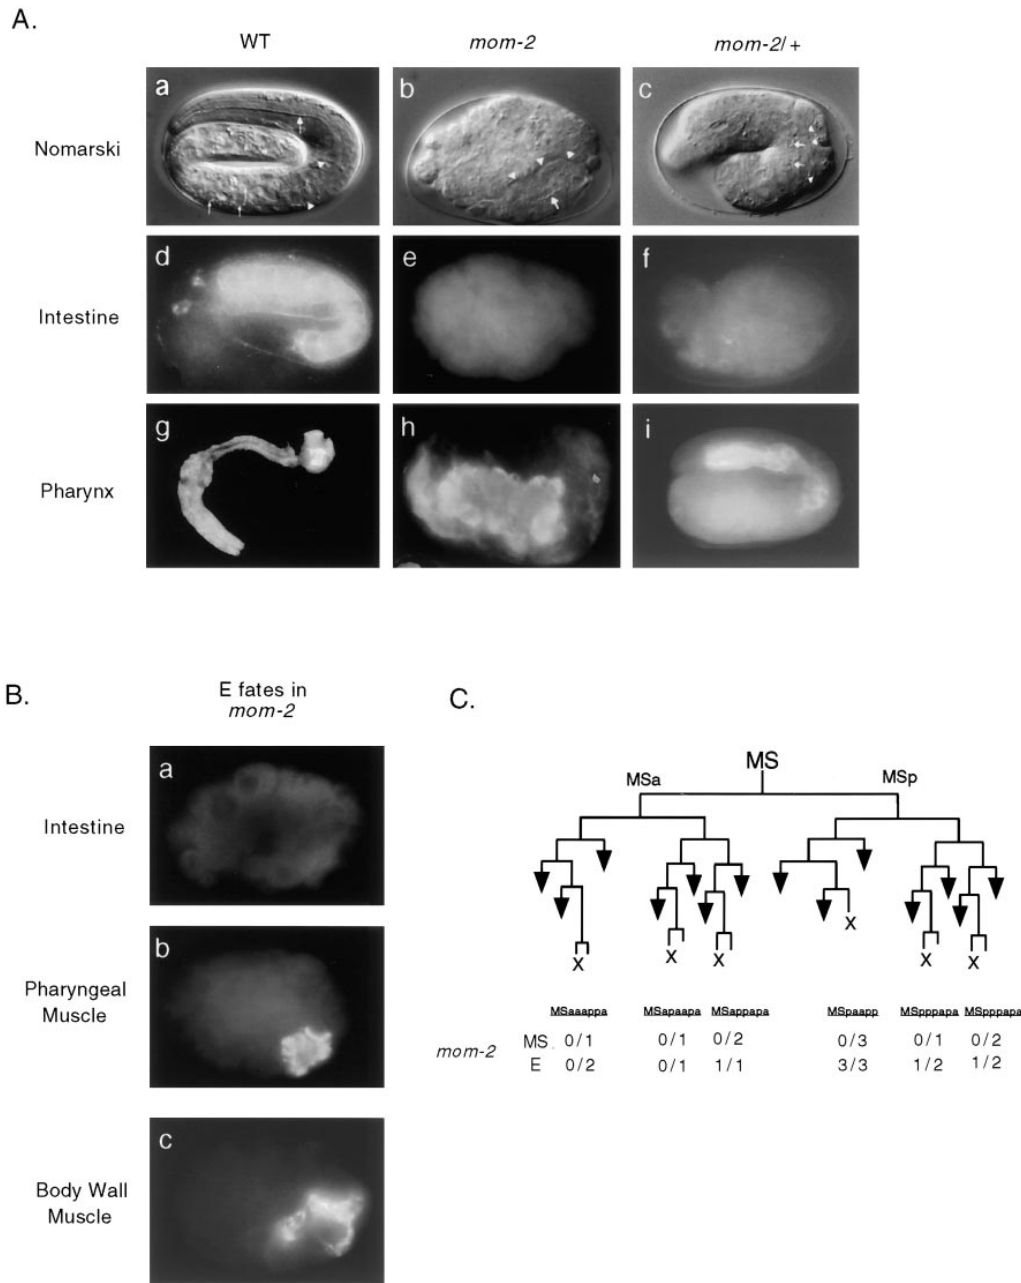 A.
WT mom-2 mom-2/+
Nomarski a b c
Intestine d e f
Pharynx g h i
B. E fates in
mom-2
Intestine a
Pharyngeal
Muscle b
Body Wall
Muscle c
C.
MS
MSa MSp
X X X X X X
MSaaappa MSapaapa MSappapa MSpaapp MSpppapa MSpppapa
mom-2
MS 0/1 0/1 0/2 0/3 0/1 0/2
E 0/2 0/1 1/1 3/3 1/2 1/2